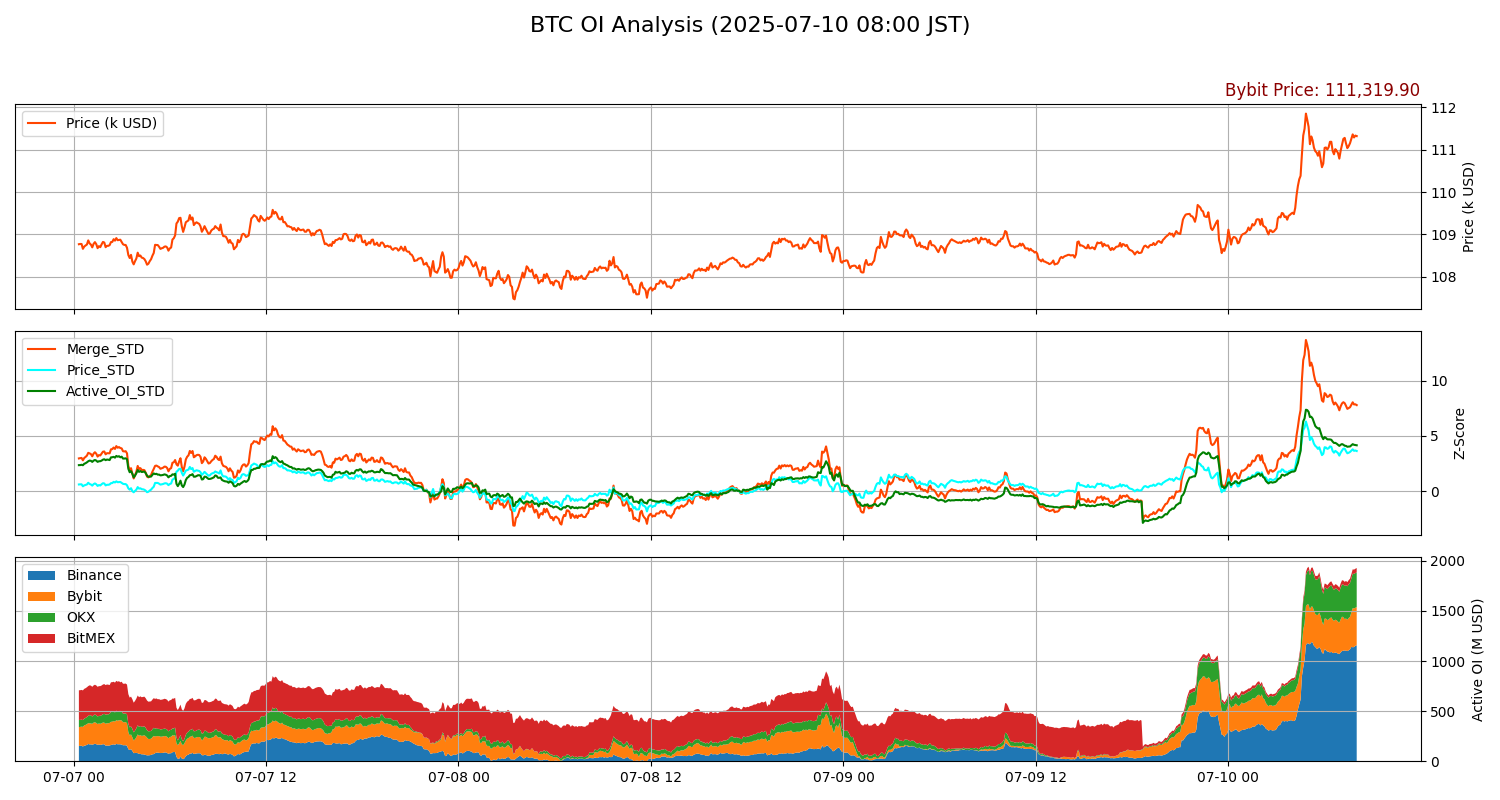 BTC OI Analysis (2025-07-10 08:00 JST)
Bybit Price: 111,319.90
Price (k USD)
112
111
110
109
108
Price (k USD)
Merge_STD
Price_STD
Active_OI_STD
10
5
0
Z-Score
Binance
Bybit
OKX
BitMEX
2000
1500
1000
500
0
Active OI (M USD)
07-07 00
07-07 12
07-08 00
07-08 12
07-09 00
07-09 12
07-10 00